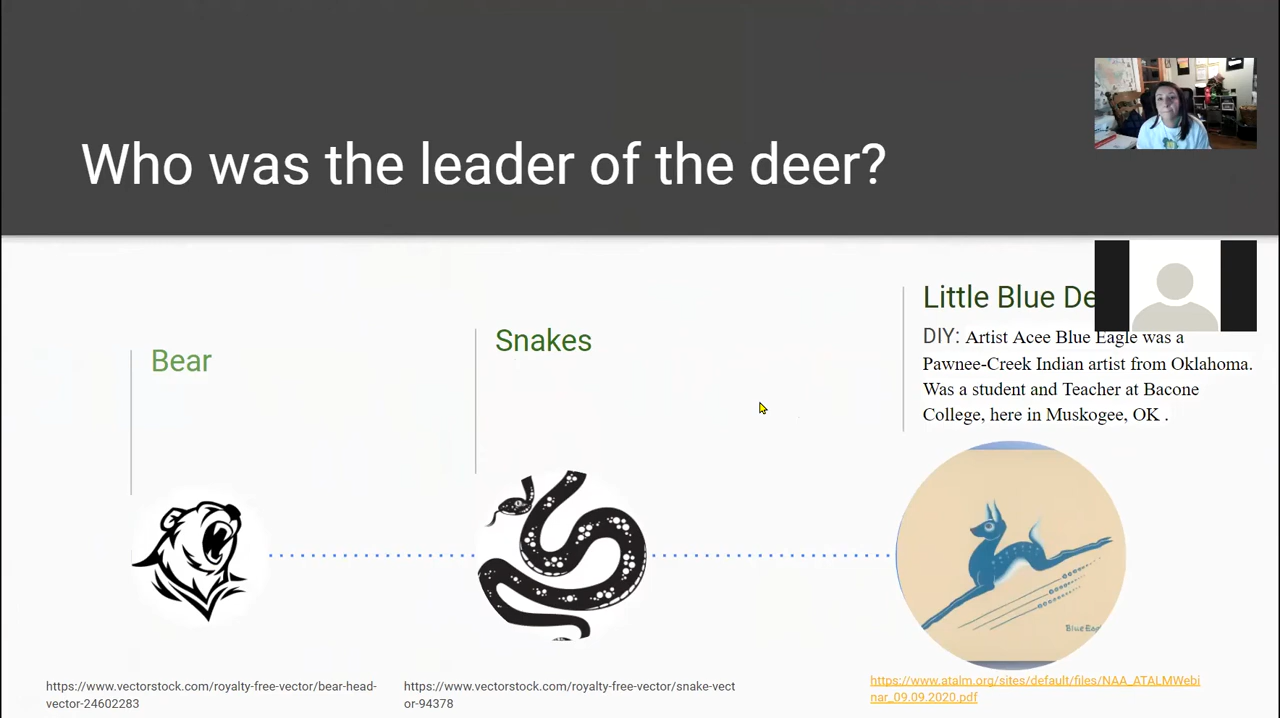 Who was the leader of the deer?
Bear
Snakes
Little Blue
DIY: Artist Acee Blue Eagle was a
Pawnee-Creek Indian artist from Oklahoma.
Was a student and Teacher at Bacone
College, here in Muskogee, OK .
https://www.vectorstock.com/royalty-free-vector/bear-head-
vector-24602283
https://www.vectorstock.com/royalty-free-vector/snake-vect
or-94378
https://www.atalm.org/sites/default/files/NAA_ATALMWebi
nar_09.09.2020.pdf